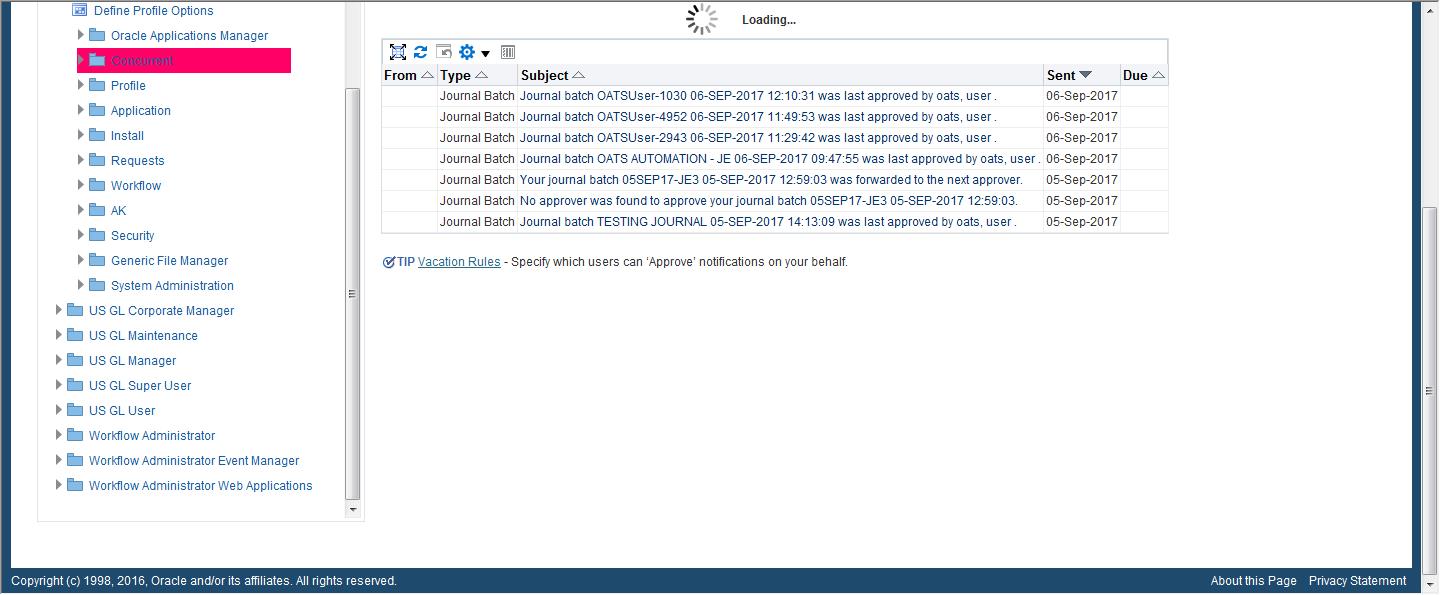 Define Profile Options
Oracle Applications Manager
Concurrent
Profile
Application
Install
Requests
Workflow
AK
Security
Generic File Manager
System Administration
US GL Corporate Manager
US GL Maintenance
US GL Manager
US GL Super User
US GL User
Workflow Administrator
Workflow Administrator Event Manager
Workflow Administrator Web Applications
Loading...
From Type Subject Sent Due
Journal Batch Journal batch OATSUser-1030 06-SEP-2017 12:10:31 was last approved by oats, user . 06-Sep-2017
Journal Batch Journal batch OATSUser-4952 06-SEP-2017 11:49:53 was last approved by oats, user . 06-Sep-2017
Journal Batch Journal batch OATSUser-2943 06-SEP-2017 11:29:42 was last approved by oats, user . 06-Sep-2017
Journal Batch Journal batch OATS AUTOMATION - JE 06-SEP-2017 09:47:55 was last approved by oats, user . 06-Sep-2017
Journal Batch Your journal batch 05SEP17-JE3 05-SEP-2017 12:59:03 was forwarded to the next approver. 05-Sep-2017
Journal Batch No approver was found to approve your journal batch 05SEP17-JE3 05-SEP-2017 12:59:03. 05-Sep-2017
Journal Batch Journal batch TESTING JOURNAL 05-SEP-2017 14:13:09 was last approved by oats, user . 05-Sep-2017
TIP Vacation Rules - Specify which users can ‘Approve’ notifications on your behalf.
Copyright (c) 1998, 2016, Oracle and/or its affiliates. All rights reserved.
About this Page Privacy Statement